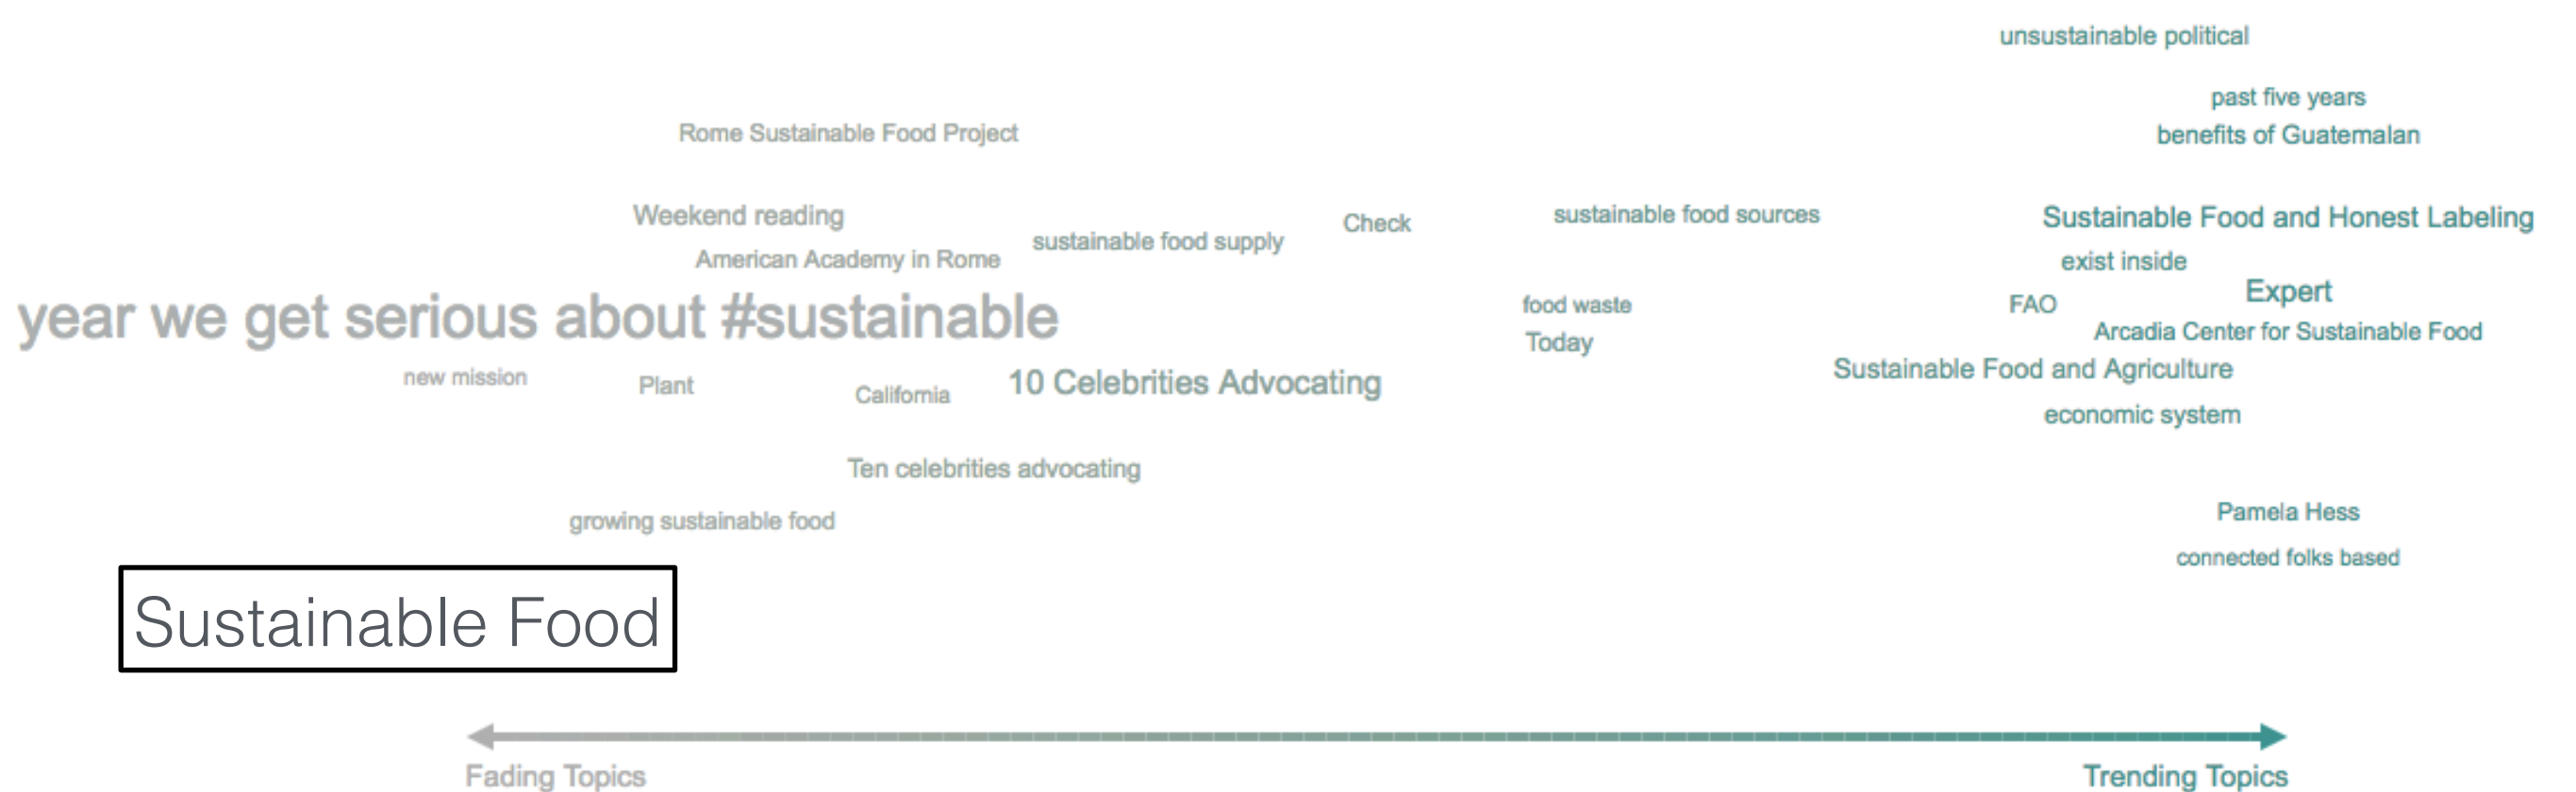 unsustainable political
past five years
Rome Sustainable Food Project
benefits of Guatemalan
Weekend reading
Check
sustainable food sources
Sustainable Food and Honest Labeling
American Academy in Rome
sustainable food supply
exist inside
year we get serious about #sustainable
food waste
FAO
Expert
Today
Arcadia Center for Sustainable Food
new mission
Plant
California
10 Celebrities Advocating
Sustainable Food and Agriculture
economic system
Ten celebrities advocating
growing sustainable food
Pamela Hess
connected folks based
Sustainable Food
Fading Topics
Trending Topics